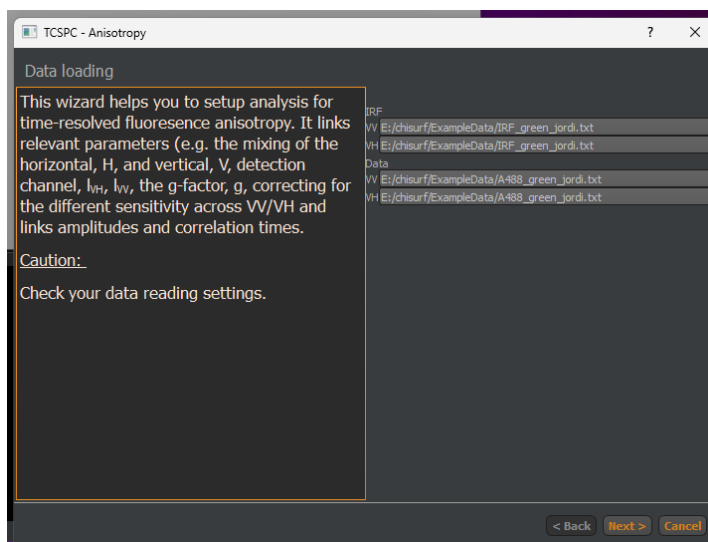 TCSPC - Anisotropy
?
X
Data loading
This wizard helps you to setup analysis for
time-resolved fluoresence anisotropy. It links
relevant parameters (e.g. the mixing of the
horizontal, H, and vertical, V, detection
channel, lVH, lVV, the g-factor, g, correcting for
the different sensitivity across VV/VH and
links amplitudes and correlation times.
Caution:
Check your data reading settings.
IRF
VV E:/chisurf/ExampleData/IRF_green_jordi.txt
VH E:/chisurf/ExampleData/IRF_green_jordi.txt
Data
VV E:/chisurf/ExampleData/A488_green_jordi.txt
VH E:/chisurf/ExampleData/A488_green_jordi.txt
< Back Next > Cancel